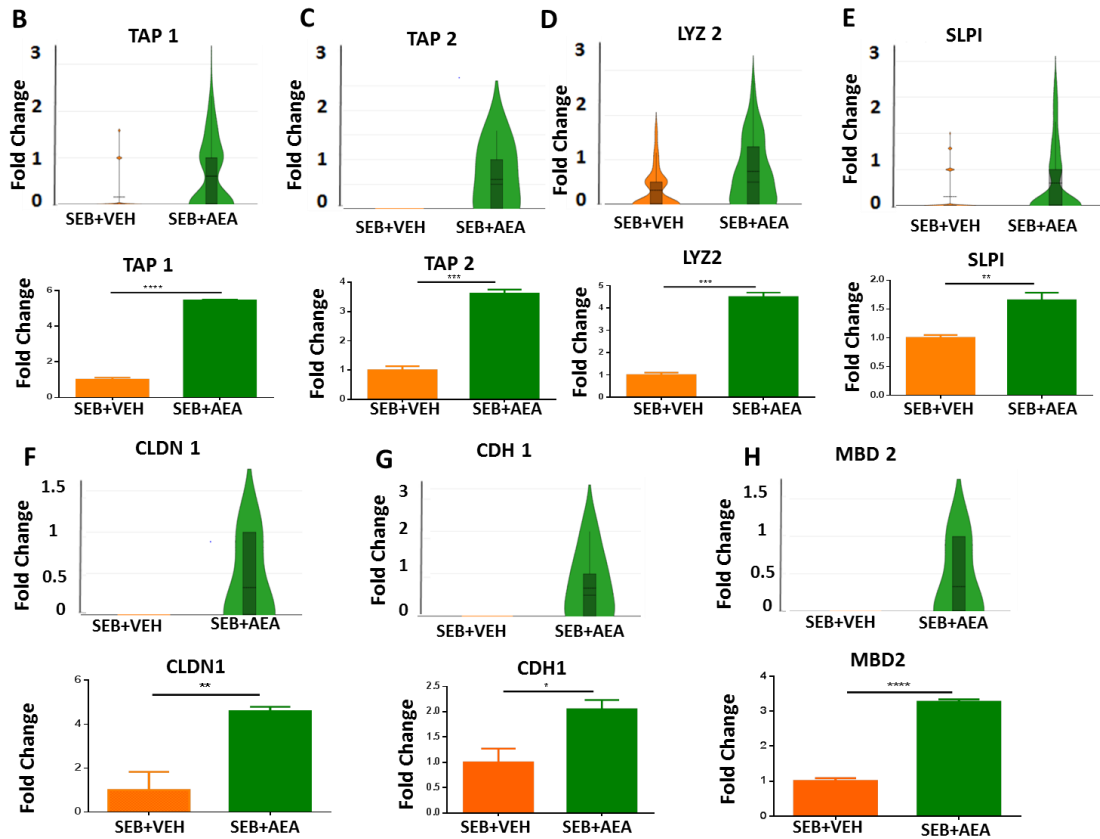 B
TAP 1
Fold Change
3
2
1
0
SEB+VEH SEB+AEA
C
TAP 2
Fold Change
3
2
1
0
SEB+VEH SEB+AEA
D
LYZ 2
Fold Change
3
2
1
0
SEB+VEH SEB+AEA
E
SLPI
Fold Change
3
2
1
0
SEB+VEH SEB+AEA
TAP 1
****
Fold Change
6
4
2
0
SEB+VEH SEB+AEA
TAP 2
***
Fold Change
4
3
2
1
0
SEB+VEH SEB+AEA
LYZ2
***
Fold Change
5
4
3
2
1
0
SEB+VEH SEB+AEA
SLPI
**
Fold Change
2.0
1.5
1.0
0.5
0.0
SEB+VEH SEB+AEA
F
CLDN 1
Fold Change
1.5
1
0.5
0
SEB+VEH SEB+AEA
G
CDH 1
Fold Change
3
2
1
0
SEB+VEH SEB+AEA
H
MBD 2
Fold Change
1.5
1
0.5
0
SEB+VEH SEB+AEA
CLDN1
**
Fold Change
6
4
2
0
SEB+VEH SEB+AEA
CDH1
*
Fold Change
2.5
2.0
1.5
1.0
0.5
0.0
SEB+VEH SEB+AEA
MBD2
****
Fold Change
4
3
2
1
0
SEB+VEH SEB+AEA